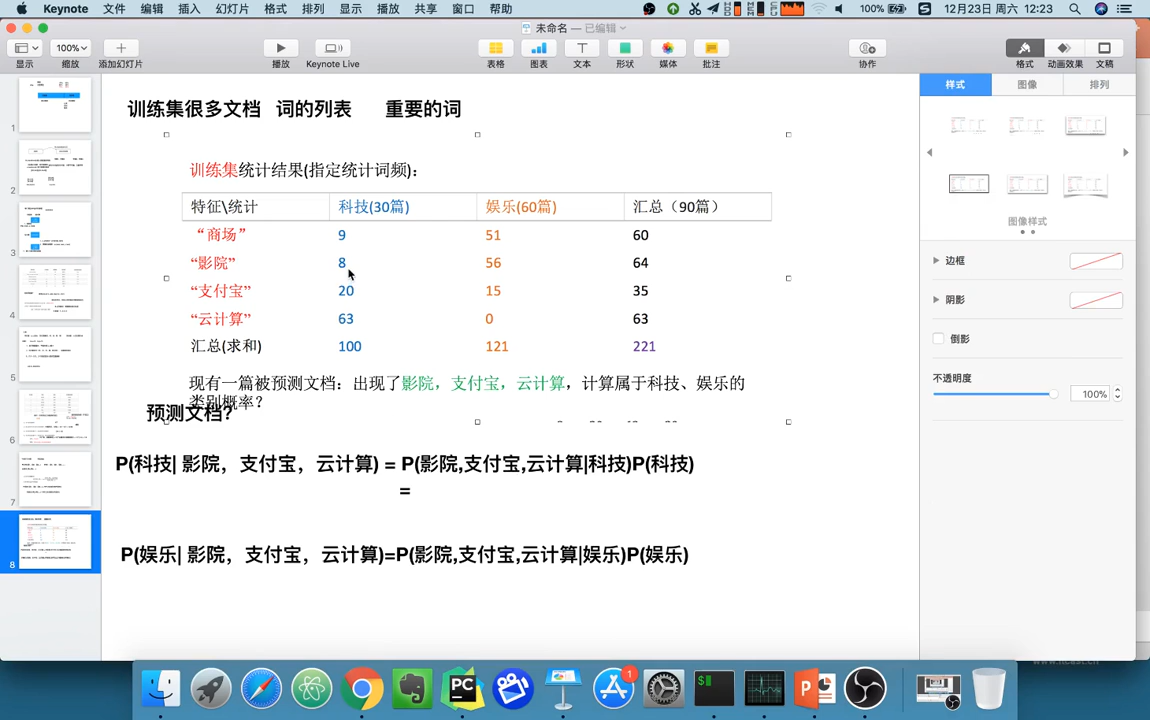 Keynote 文件 编辑 插入 幻灯片 格式 排列 显示 播放 共享 窗口 帮助 100% 12月23日 周六 12:23
未命名 — 已编辑
100%
显示 缩放 添加幻灯片 播放 Keynote Live 表格 图表 文本 形状 媒体 批注 协作 格式 动画效果 文稿
样式 图像 排列
训练集很多文档 词的列表 重要的词
训练集统计结果(指定统计词频):
特征\统计 科技(30篇) 娱乐(60篇) 汇总(90篇)
“商场” 9 51 60
“影院” 8 56 64
“支付宝” 20 15 35
“云计算” 63 0 63
汇总(求和) 100 121 221
现有一篇被预测文档:出现了影院,支付宝,云计算,计算属于科技、娱乐的
类别概率?
预测文档?
P(科技| 影院,支付宝,云计算) = P(影院,支付宝,云计算|科技)P(科技)
=
P(娱乐| 影院,支付宝,云计算)=P(影院,支付宝,云计算|娱乐)P(娱乐)
图像样式
边框
阴影
倒影
不透明度
100%
1
2
3
4
5
6
7
8
PC
1